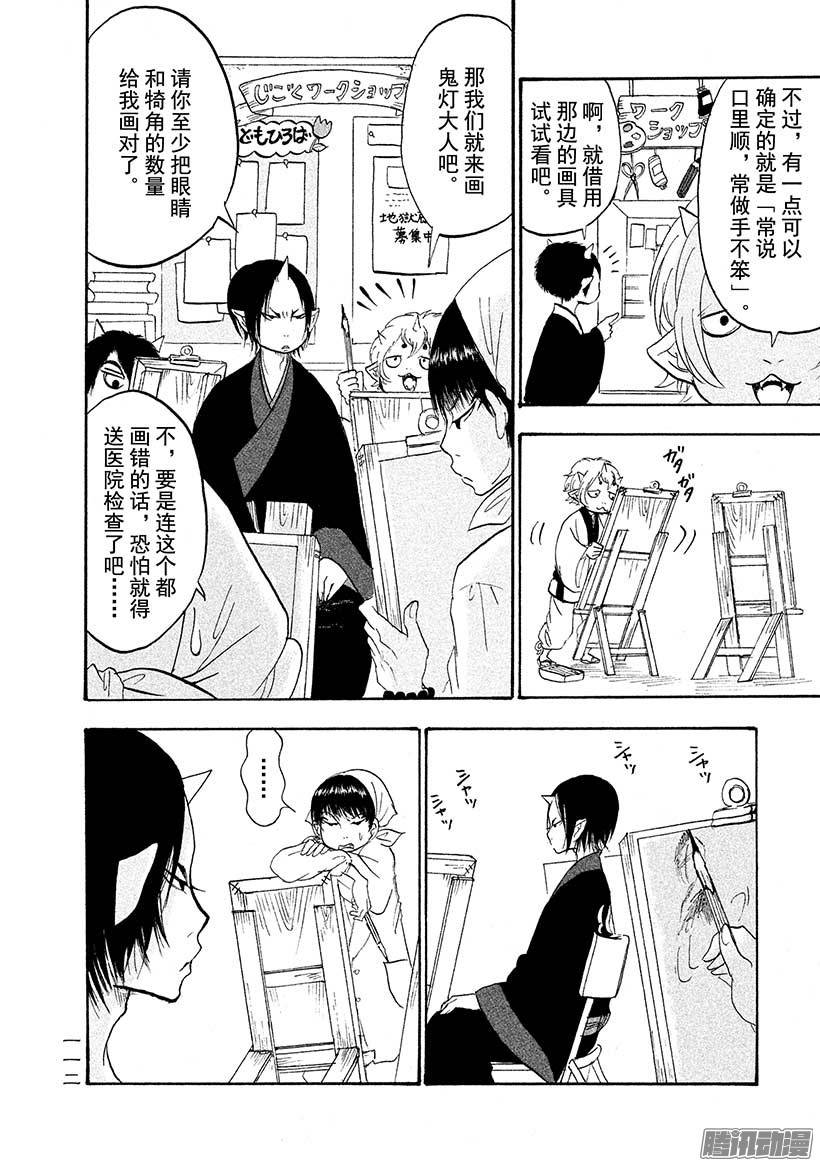 不过，有一点可以
确定的就是「常说
口里顺，常做手不笨」。
ワーク
ショップ
啊，就借用
那边的画具
试试看吧。
ガタ
ガタ
那我们就来画
鬼灯大人吧。
じごくワークショップ
ともひろば
地獄
募集中
请你至少把眼睛
和犄角的数量
给我画对了。
不，要是连这个都
画错的话，恐怕就得
送医院检查了吧……
シャッ
シャッ
シャッ
……
一一二
腾讯动漫